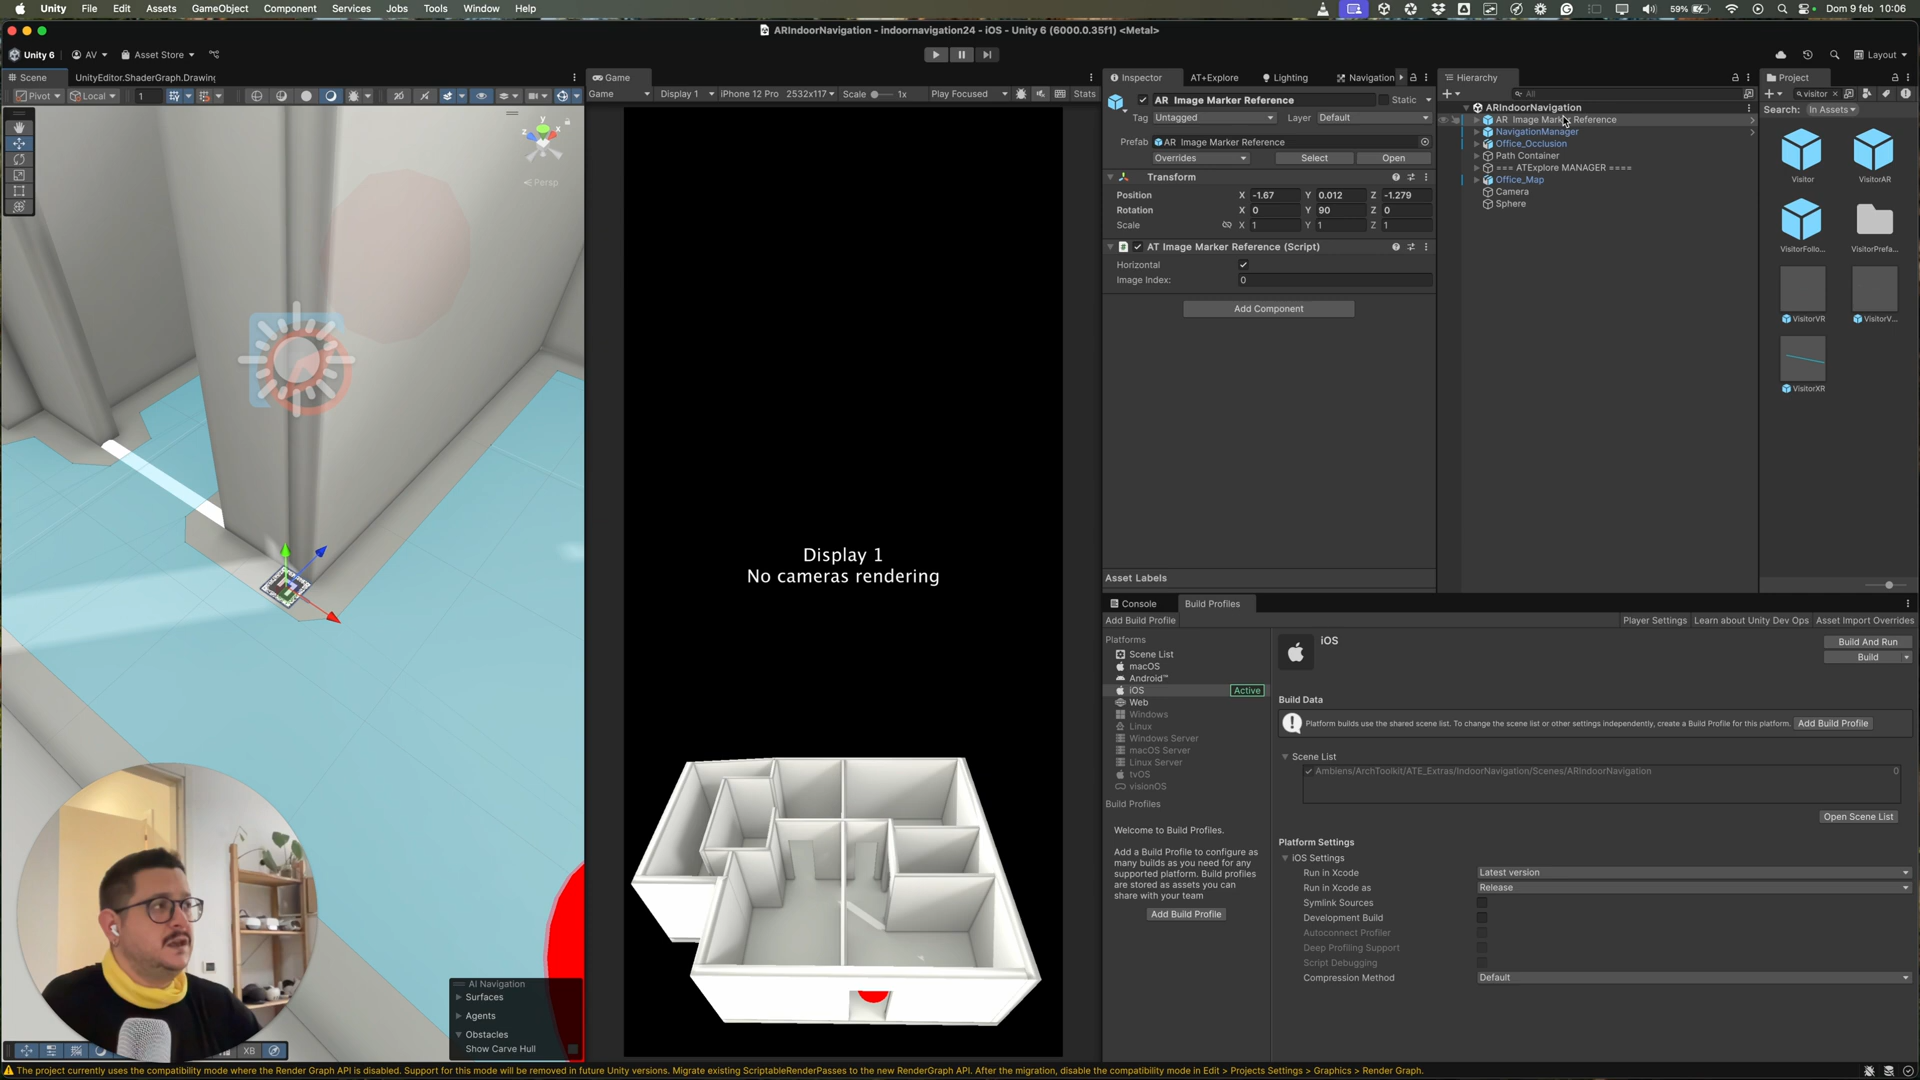 Unity File Edit Assets GameObject Component Services Jobs Tools Window Help
59% Dom 9 feb 10:06
ARIndoorNavigation - indoornavigation24 - iOS - Unity 6 (6000.0.35f1) <Metal>
Unity 6 AV Asset Store Layout
Scene UnityEditor.ShaderGraph.Drawing
Pivot Local 1
y
x
Persp
Game
Game Display 1 iPhone 12 Pro 2532x117 Scale 1x Play Focused Stats
Display 1
No cameras rendering
AI Navigation
Surfaces
Agents
Obstacles
Show Carve Hull
XB
Inspector AT+Explore Lighting Navigation
AR Image Marker Reference Static
Tag Untagged Layer Default
Prefab AR Image Marker Reference
Overrides Select Open
Transform
Position X -1.67 Y 0.012 Z -1.279
Rotation X 0 Y 90 Z 0
Scale X 1 Y 1 Z 1
AT Image Marker Reference (Script)
Horizontal
Image Index: 0
Add Component
Asset Labels
Hierarchy
All
ARIndoorNavigation
AR Image Marker Reference
NavigationManager
Office_Occlusion
Path Container
=== ATExplore MANAGER ====
Office_Map
Camera
Sphere
Project
visitor
Search: In Assets
Visitor VisitorAR
VisitorFollo... VisitorPrefa...
VisitorVR VisitorV...
VisitorXR
Console Build Profiles
Add Build Profile Player Settings Learn about Unity Dev Ops Asset Import Overrides
Platforms
Scene List
macOS
Android™
iOS Active
Web
Windows
Linux
Windows Server
macOS Server
Linux Server
tvOS
visionOS
Build Profiles
Welcome to Build Profiles.
Add a Build Profile to configure as
many builds as you need for any
supported platform. Build profiles
are stored as assets you can
share with your team
Add Build Profile
iOS
Build And Run
Build
Build Data
Platform builds use the shared scene list. To change the scene list or other settings independently, create a Build Profile for this platform. Add Build Profile
Scene List
Ambiens/ArchToolkit/ATE_Extras/IndoorNavigation/Scenes/ARIndoorNavigation 0
Open Scene List
Platform Settings
iOS Settings
Run in Xcode Latest version
Run in Xcode as Release
Symlink Sources
Development Build
Autoconnect Profiler
Deep Profiling Support
Script Debugging
Compression Method Default
The project currently uses the compatibility mode where the Render Graph API is disabled. Support for this mode will be removed in future Unity versions. Migrate existing ScriptableRenderPasses to the new RenderGraph API. After the migration, disable the compatibility mode in Edit > Projects Settings > Graphics > Render Graph.